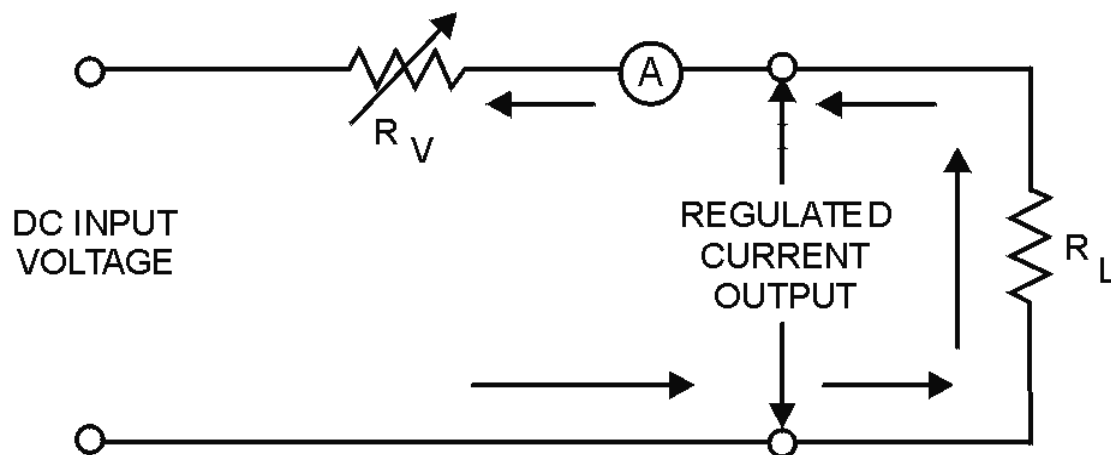 A
R V
DC INPUT
VOLTAGE
REGULATED
CURRENT
OUTPUT
R L